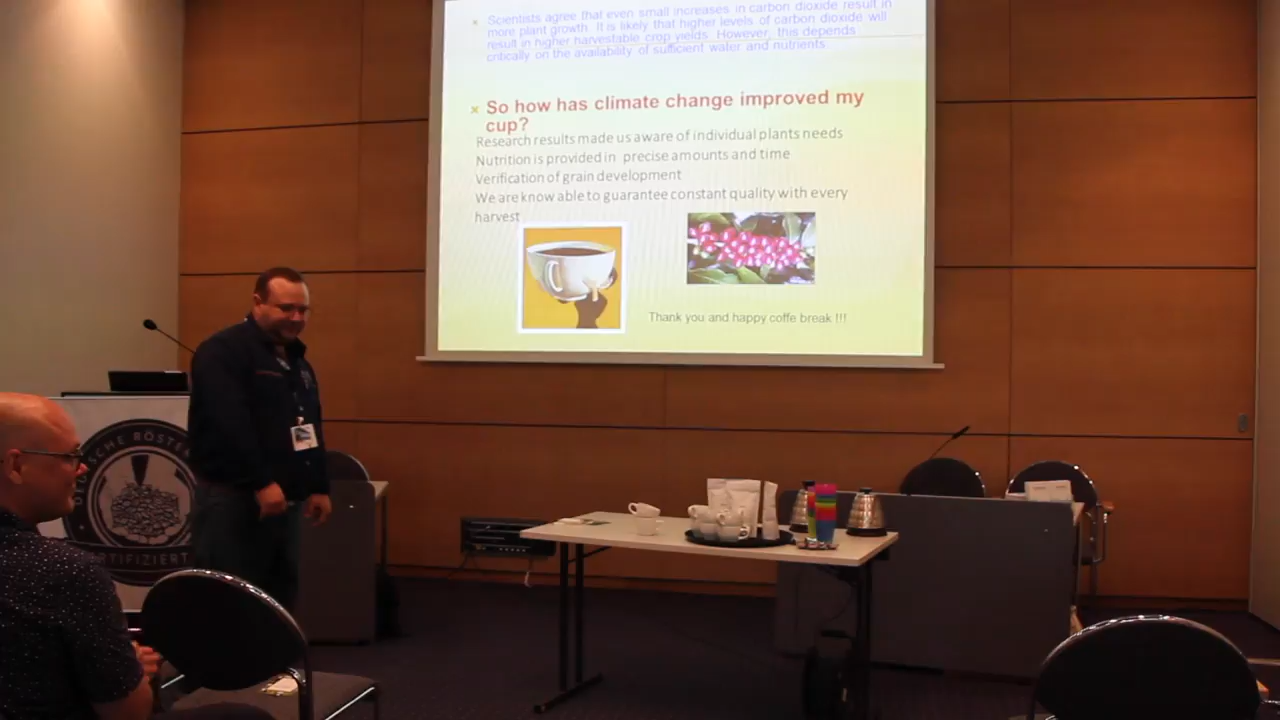 Scientists agree that even small increases in carbon dioxide result in
more plant growth. It is likely that higher levels of carbon dioxide will
result in higher harvestable crop yields. However, this depends
critically on the availability of sufficient water and nutrients
So how has climate change improved my
cup?
Research results made us aware of individual plants needs
Nutrition is provided in precise amounts and time
Verification of grain development
We are know able to guarantee constant quality with every
harvest
Thank you and happy coffe break !!!
DEUTSCHE RÖSTE
RTIFIZIERT